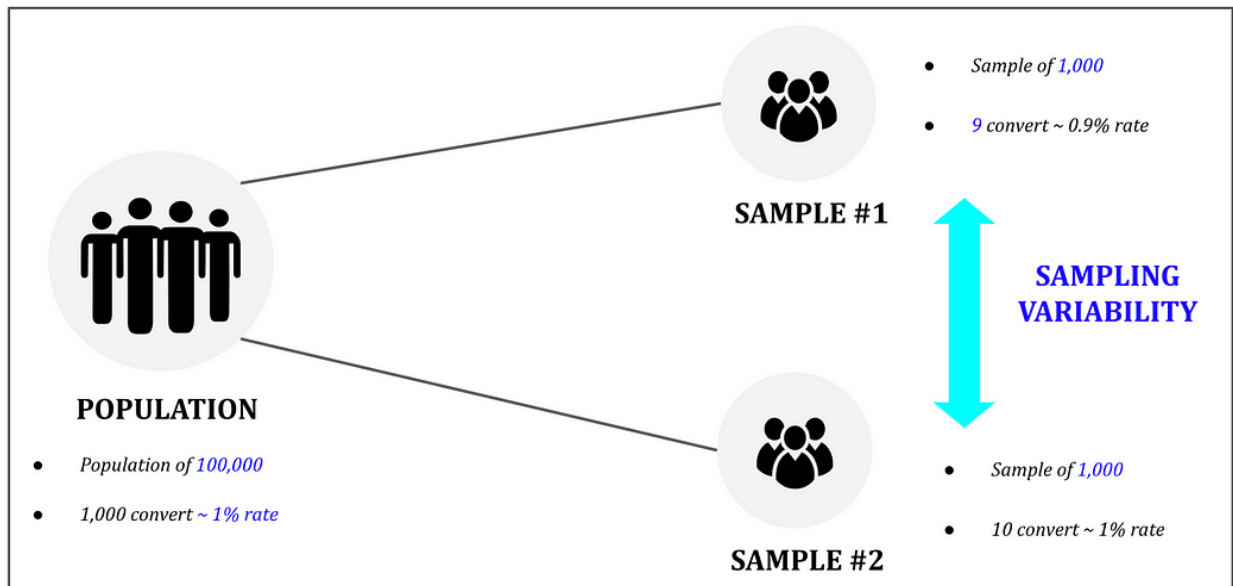 • Sample of 1,000
• 9 convert ~ 0.9% rate
SAMPLE #1
SAMPLING
VARIABILITY
POPULATION
• Population of 100,000
• 1,000 convert ~ 1% rate
• Sample of 1,000
• 10 convert ~ 1% rate
SAMPLE #2